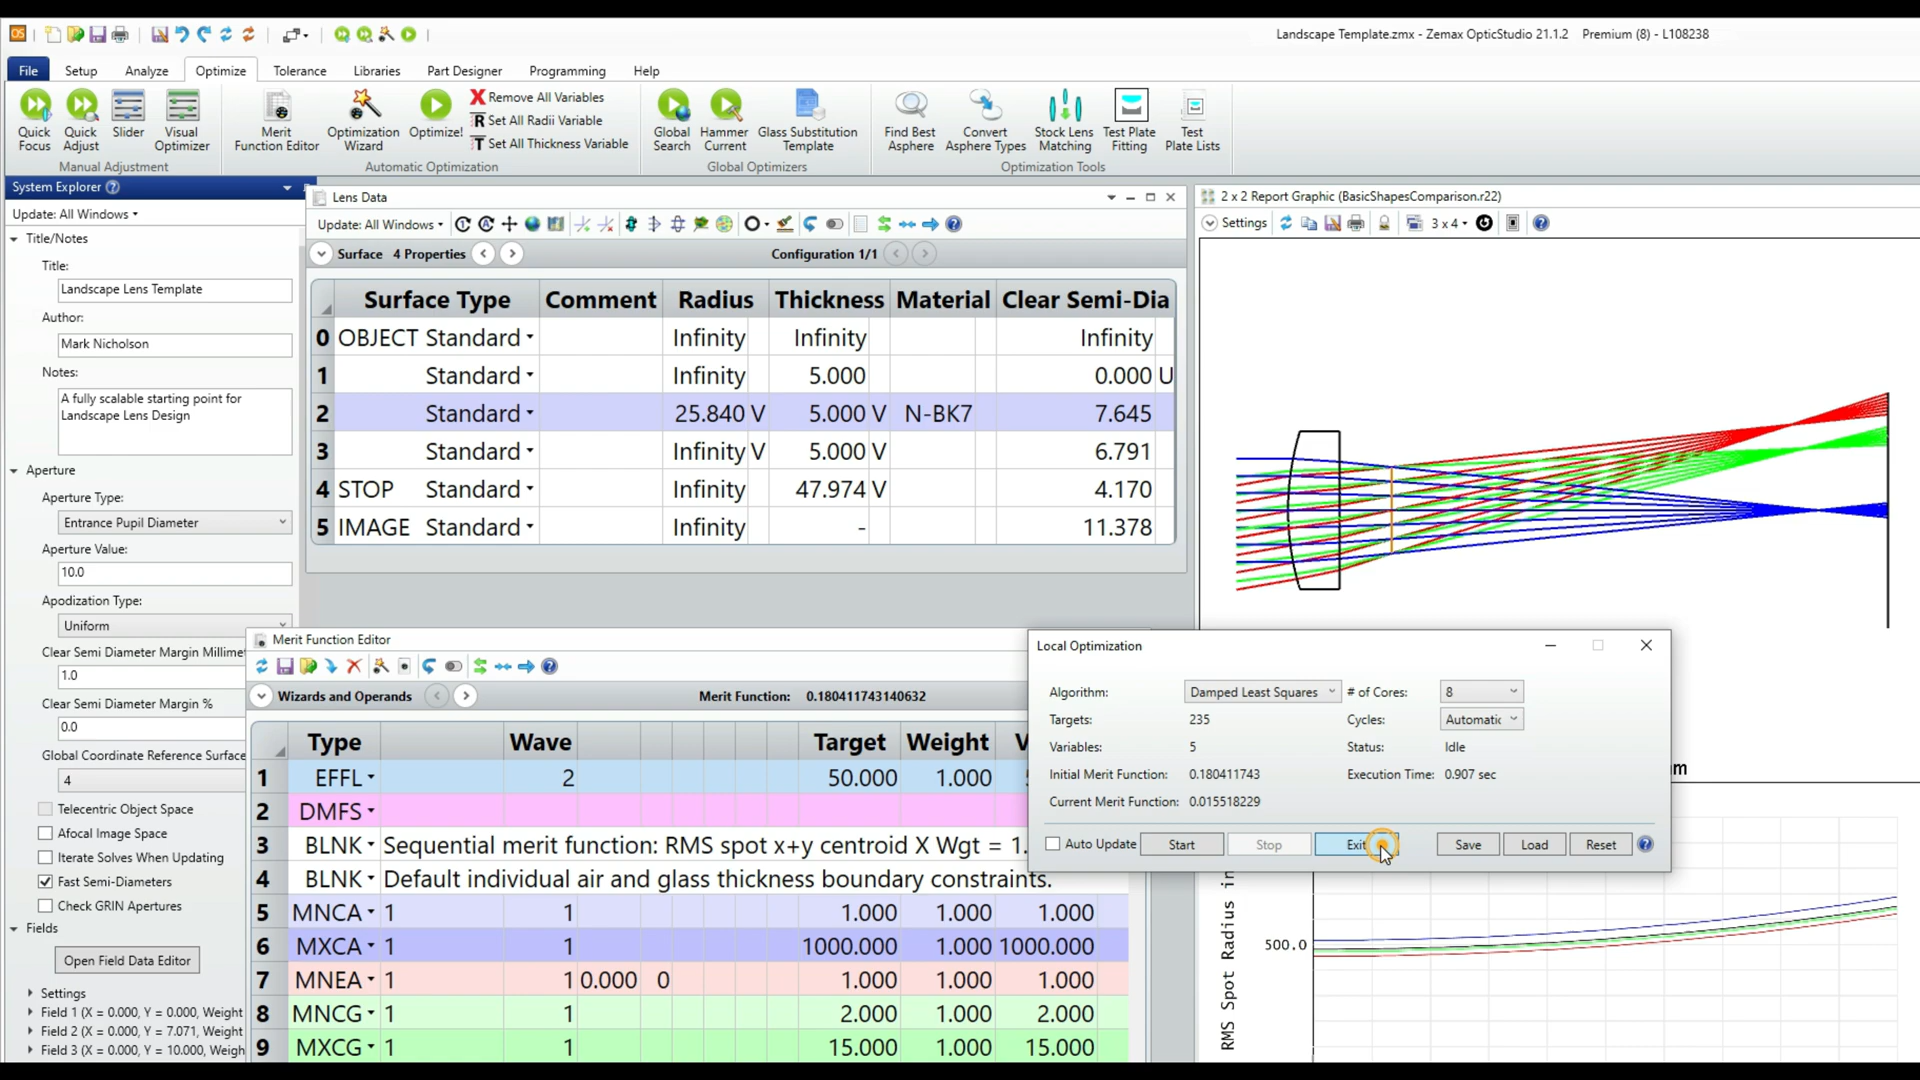 Landscape Template.zmx - Zemax OpticStudio 21.1.2 Premium (8) - L108238
File Setup Analyze Optimize Tolerance Libraries Part Designer Programming Help
Quick Focus
Quick Adjust
Slider
Visual Optimizer
Manual Adjustment
Merit Function Editor
Optimization Wizard
Optimize!
Remove All Variables
Set All Radii Variable
Set All Thickness Variable
Automatic Optimization
Global Search
Hammer Current
Glass Substitution Template
Global Optimizers
Find Best Asphere
Convert Asphere Types
Stock Lens Matching
Test Plate Fitting
Test Plate Lists
Optimization Tools
System Explorer
Update: All Windows
Title/Notes
Title:
Landscape Lens Template
Author:
Mark Nicholson
Notes:
A fully scalable starting point for
Landscape Lens Design
Aperture
Aperture Type:
Entrance Pupil Diameter
Aperture Value:
10.0
Apodization Type:
Uniform
Clear Semi Diameter Margin Millime
1.0
Clear Semi Diameter Margin %
0.0
Global Coordinate Reference Surface
4
Telecentric Object Space
Afocal Image Space
Iterate Solves When Updating
Fast Semi-Diameters
Check GRIN Apertures
Fields
Open Field Data Editor
Settings
Field 1 (X = 0.000, Y = 0.000, Weight
Field 2 (X = 0.000, Y = 7.071, Weight
Field 3 (X = 0.000, Y = 10.000, Weigh
Lens Data
Update: All Windows
Surface 4 Properties Configuration 1/1
Surface Type Comment Radius Thickness Material Clear Semi-Dia
0 OBJECT Standard Infinity Infinity Infinity
1 Standard Infinity 5.000 0.000 U
2 Standard 25.840 V 5.000 V N-BK7 7.645
3 Standard Infinity V 5.000 V 6.791
4 STOP Standard Infinity 47.974 V 4.170
5 IMAGE Standard Infinity - 11.378
2 x 2 Report Graphic (BasicShapesComparison.r22)
Settings 3 x 4
Merit Function Editor
Wizards and Operands Merit Function: 0.180411743140632
Type Wave Target Weight V
1 EFFL 2 50.000 1.000
2 DMFS
3 BLNK Sequential merit function: RMS spot x+y centroid X Wgt = 1.
4 BLNK Default individual air and glass thickness boundary constraints.
5 MNCA 1 1 1.000 1.000 1.000
6 MXCA 1 1 1000.000 1.000 1000.000
7 MNEA 1 1 0.000 0 1.000 1.000 1.000
8 MNCG 1 1 2.000 1.000 2.000
9 MXCG 1 1 15.000 1.000 15.000
Local Optimization
Algorithm: Damped Least Squares # of Cores: 8
Targets: 235 Cycles: Automatic
Variables: 5 Status: Idle
Initial Merit Function: 0.180411743 Execution Time: 0.907 sec
Current Merit Function: 0.015518229
Auto Update Start Stop Exit Save Load Reset
m
RMS Spot Radius in
500.0